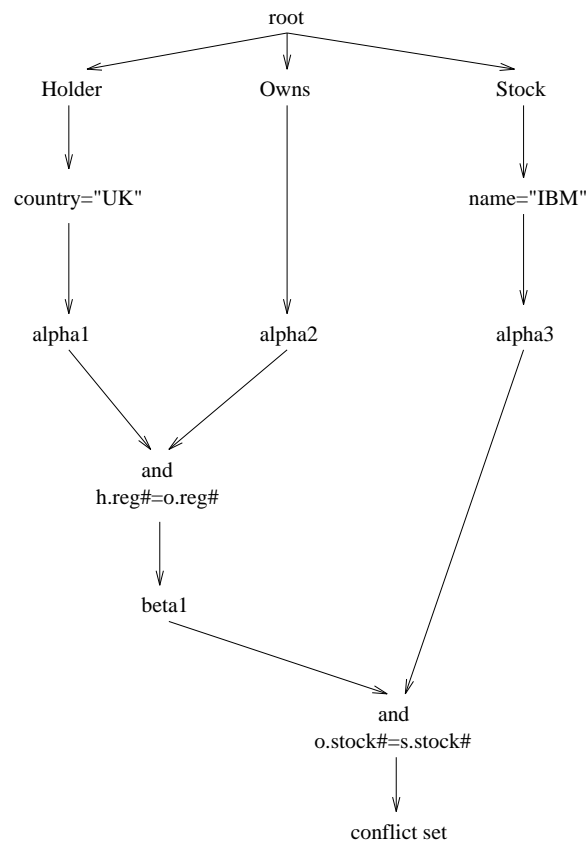 root
Holder
Owns
Stock
country="UK"
name="IBM"
alpha1
alpha2
alpha3
and
h.reg#=o.reg#
beta1
and
o.stock#=s.stock#
conflict set